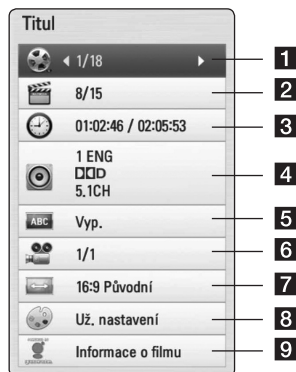 Titul
1/18 1
8/15 2
01:02:46 / 02:05:53 3
1 ENG
D
5.1CH
4
ABC Vyp. 5
1/1 6
16:9 Původní 7
Už. nastavení 8
Informace o filmu 9